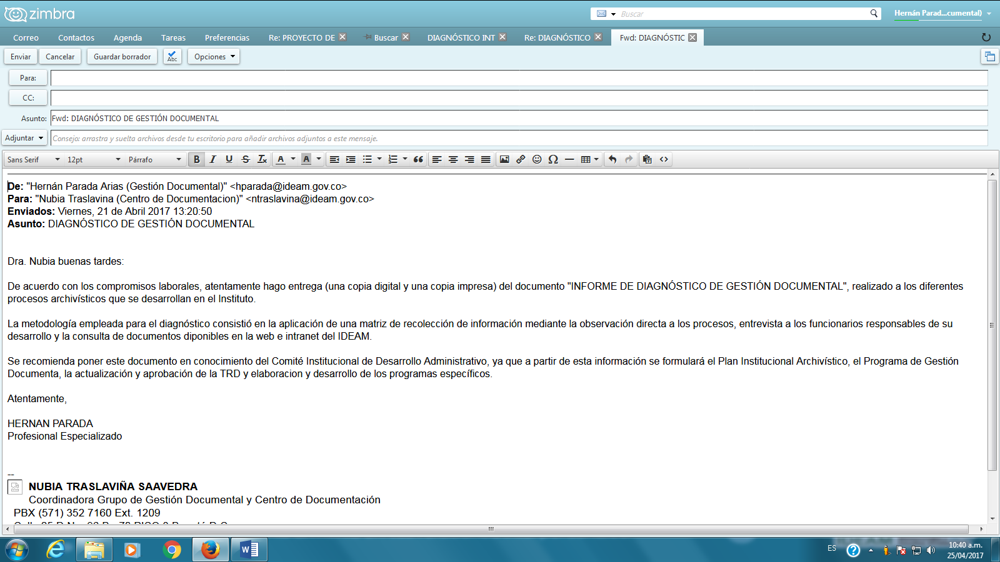 zimbra
Buscar
Hernán Parad...cumental)
Correo Contactos Agenda Tareas Preferencias Re: PROYECTO DE Buscar DIAGNÓSTICO INT Re: DIAGNÓSTICO Fwd: DIAGNÓSTIC
Enviar Cancelar Guardar borrador Abc Opciones
Para:
CC:
Asunto: Fwd: DIAGNÓSTICO DE GESTIÓN DOCUMENTAL
Adjuntar Consejo: arrastra y suelta archivos desde tu escritorio para añadir archivos adjuntos a este mensaje.
Sans Serif 12pt Párrafo
De: "Hernán Parada Arias (Gestión Documental)" <hparada@ideam.gov.co>
Para: "Nubia Traslavina (Centro de Documentacion)" <ntraslavina@ideam.gov.co>
Enviados: Viernes, 21 de Abril 2017 13:20:50
Asunto: DIAGNÓSTICO DE GESTIÓN DOCUMENTAL
Dra. Nubia buenas tardes:
De acuerdo con los compromisos laborales, atentamente hago entrega (una copia digital y una copia impresa) del documento "INFORME DE DIAGNÓSTICO DE GESTIÓN DOCUMENTAL", realizado a los diferentes
procesos archivísticos que se desarrollan en el Instituto.
La metodología empleada para el diagnóstico consistió en la aplicación de una matriz de recolección de información mediante la observación directa a los procesos, entrevista a los funcionarios responsables de su
desarrollo y la consulta de documentos diponibles en la web e intranet del IDEAM.
Se recomienda poner este documento en conocimiento del Comité Institucional de Desarrollo Administrativo, ya que a partir de esta información se formulará el Plan Institucional Archivístico, el Programa de Gestión
Documenta, la actualización y aprobación de la TRD y elaboracion y desarrollo de los programas específicos.
Atentamente,
HERNAN PARADA
Profesional Especializado
--
NUBIA TRASLAVIÑA SAAVEDRA
Coordinadora Grupo de Gestión Documental y Centro de Documentación
PBX (571) 352 7160 Ext. 1209
ES
10:40 a.m.
25/04/2017